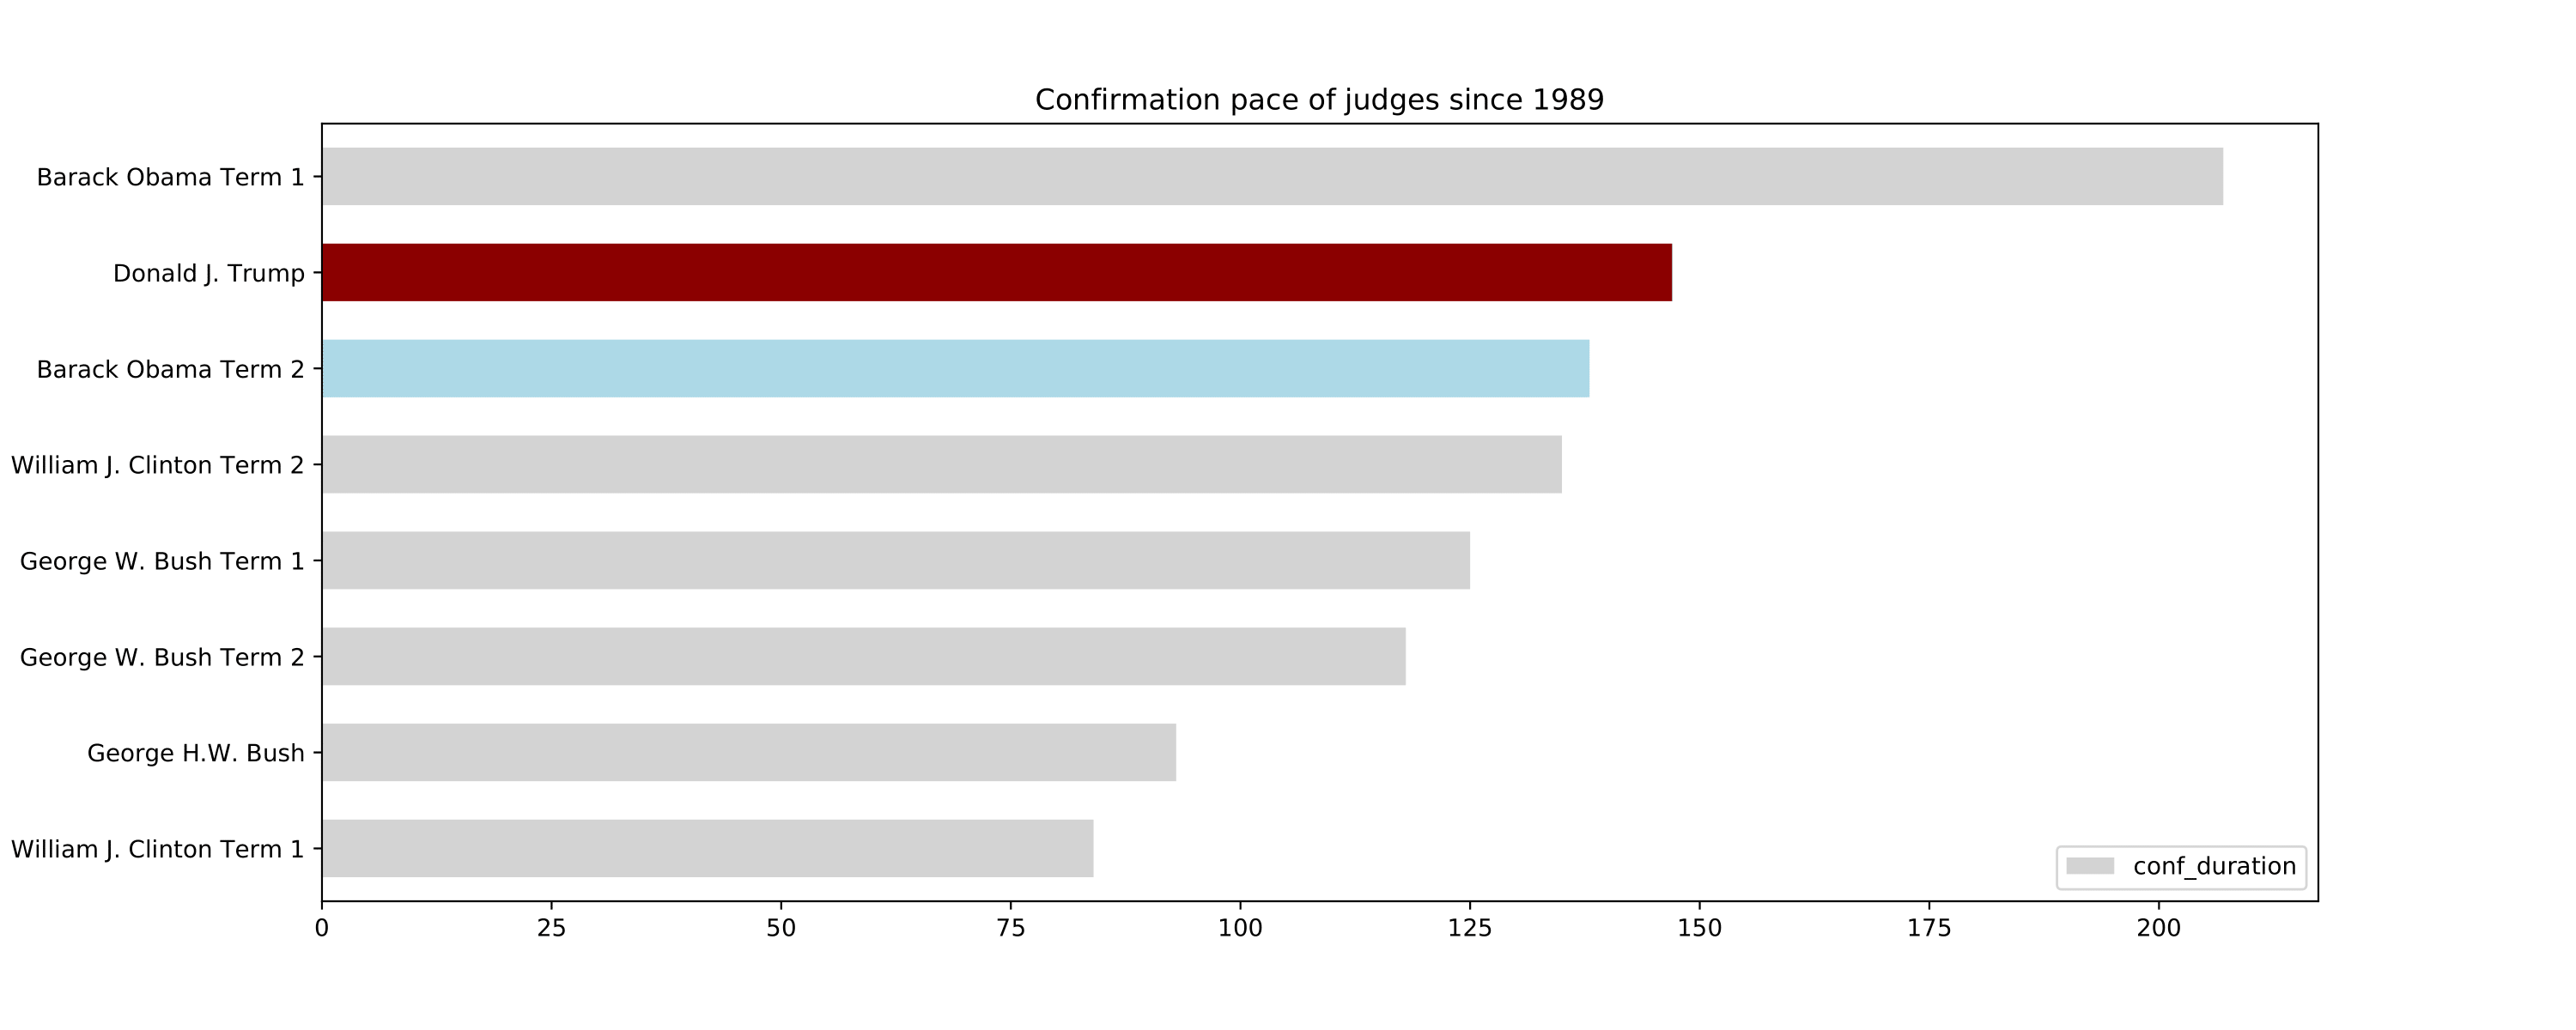 Confirmation pace of judges since 1989
Barack Obama Term 1
Donald J. Trump
Barack Obama Term 2
William J. Clinton Term 2
George W. Bush Term 1
George W. Bush Term 2
George H.W. Bush
William J. Clinton Term 1
conf_duration
0 25 50 75 100 125 150 175 200